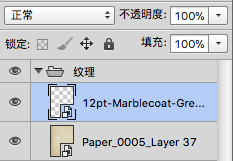 正常 不透明度: 100%
锁定: 填充: 100%
纹理
12pt-Marblecoat-Gre...
Paper_0005_Layer 37